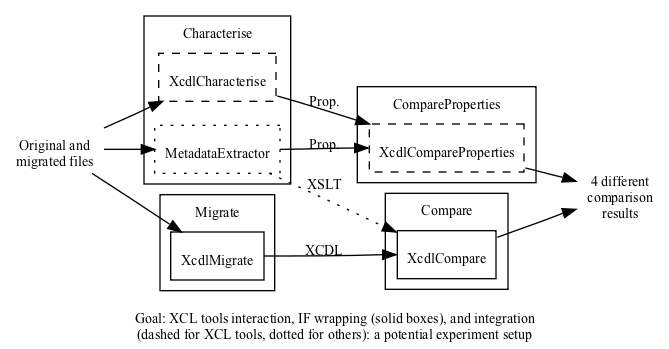 Characterise
XcdlCharacterise
Prop.
CompareProperties
Original and
migrated files
MetadataExtractor
Prop.
XcdlCompareProperties
XSLT
4 different
comparison
results
Migrate
Compare
XcdlMigrate
XCDL
XcdlCompare
Goal: XCL tools interaction, IF wrapping (solid boxes), and integration
(dashed for XCL tools, dotted for others): a potential experiment setup